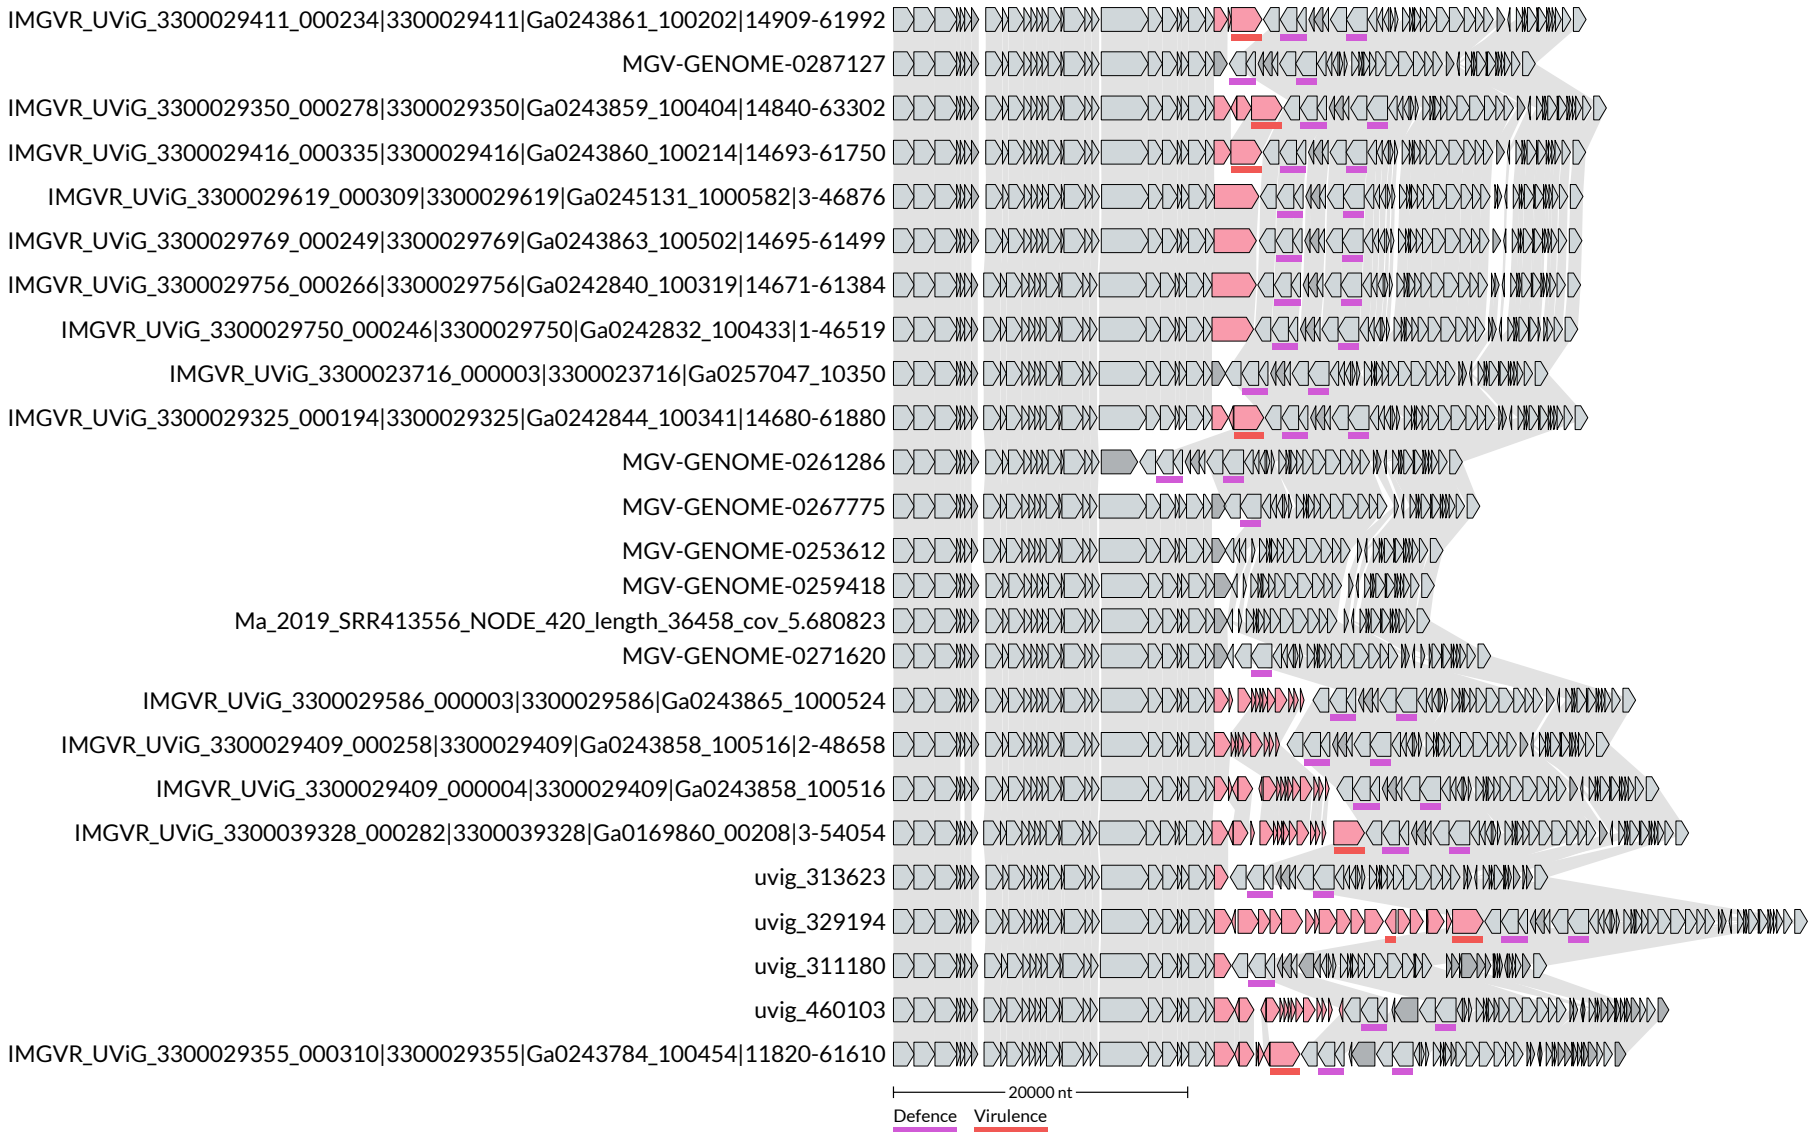 IMGVR_UViG_3300029411_000234|3300029411|Ga0243861_100202|14909-61992
MGV-GENOME-0287127
IMGVR_UViG_3300029350_000278|3300029350|Ga0243859_100404|14840-63302
IMGVR_UViG_3300029416_000335|3300029416|Ga0243860_100214|14693-61750
IMGVR_UViG_3300029619_000309|3300029619|Ga0245131_1000582|3-46876
IMGVR_UViG_3300029769_000249|3300029769|Ga0243863_100502|14695-61499
IMGVR_UViG_3300029756_000266|3300029756|Ga0242840_100319|14671-61384
IMGVR_UViG_3300029750_000246|3300029750|Ga0242832_100433|1-46519
IMGVR_UViG_3300023716_000003|3300023716|Ga0257047_10350
IMGVR_UViG_3300029325_000194|3300029325|Ga0242844_100341|14680-61880
MGV-GENOME-0261286
MGV-GENOME-0267775
MGV-GENOME-0253612
MGV-GENOME-0259418
Ma_2019_SRR413556_NODE_420_length_36458_cov_5.680823
MGV-GENOME-0271620
IMGVR_UViG_3300029586_000003|3300029586|Ga0243865_1000524
IMGVR_UViG_3300029409_000258|3300029409|Ga0243858_100516|2-48658
IMGVR_UViG_3300029409_000004|3300029409|Ga0243858_100516
IMGVR_UViG_3300039328_000282|3300039328|Ga0169860_00208|3-54054
uvig_313623
uvig_329194
uvig_311180
uvig_460103
IMGVR_UViG_3300029355_000310|3300029355|Ga0243784_100454|11820-61610
20000 nt
Defence Virulence